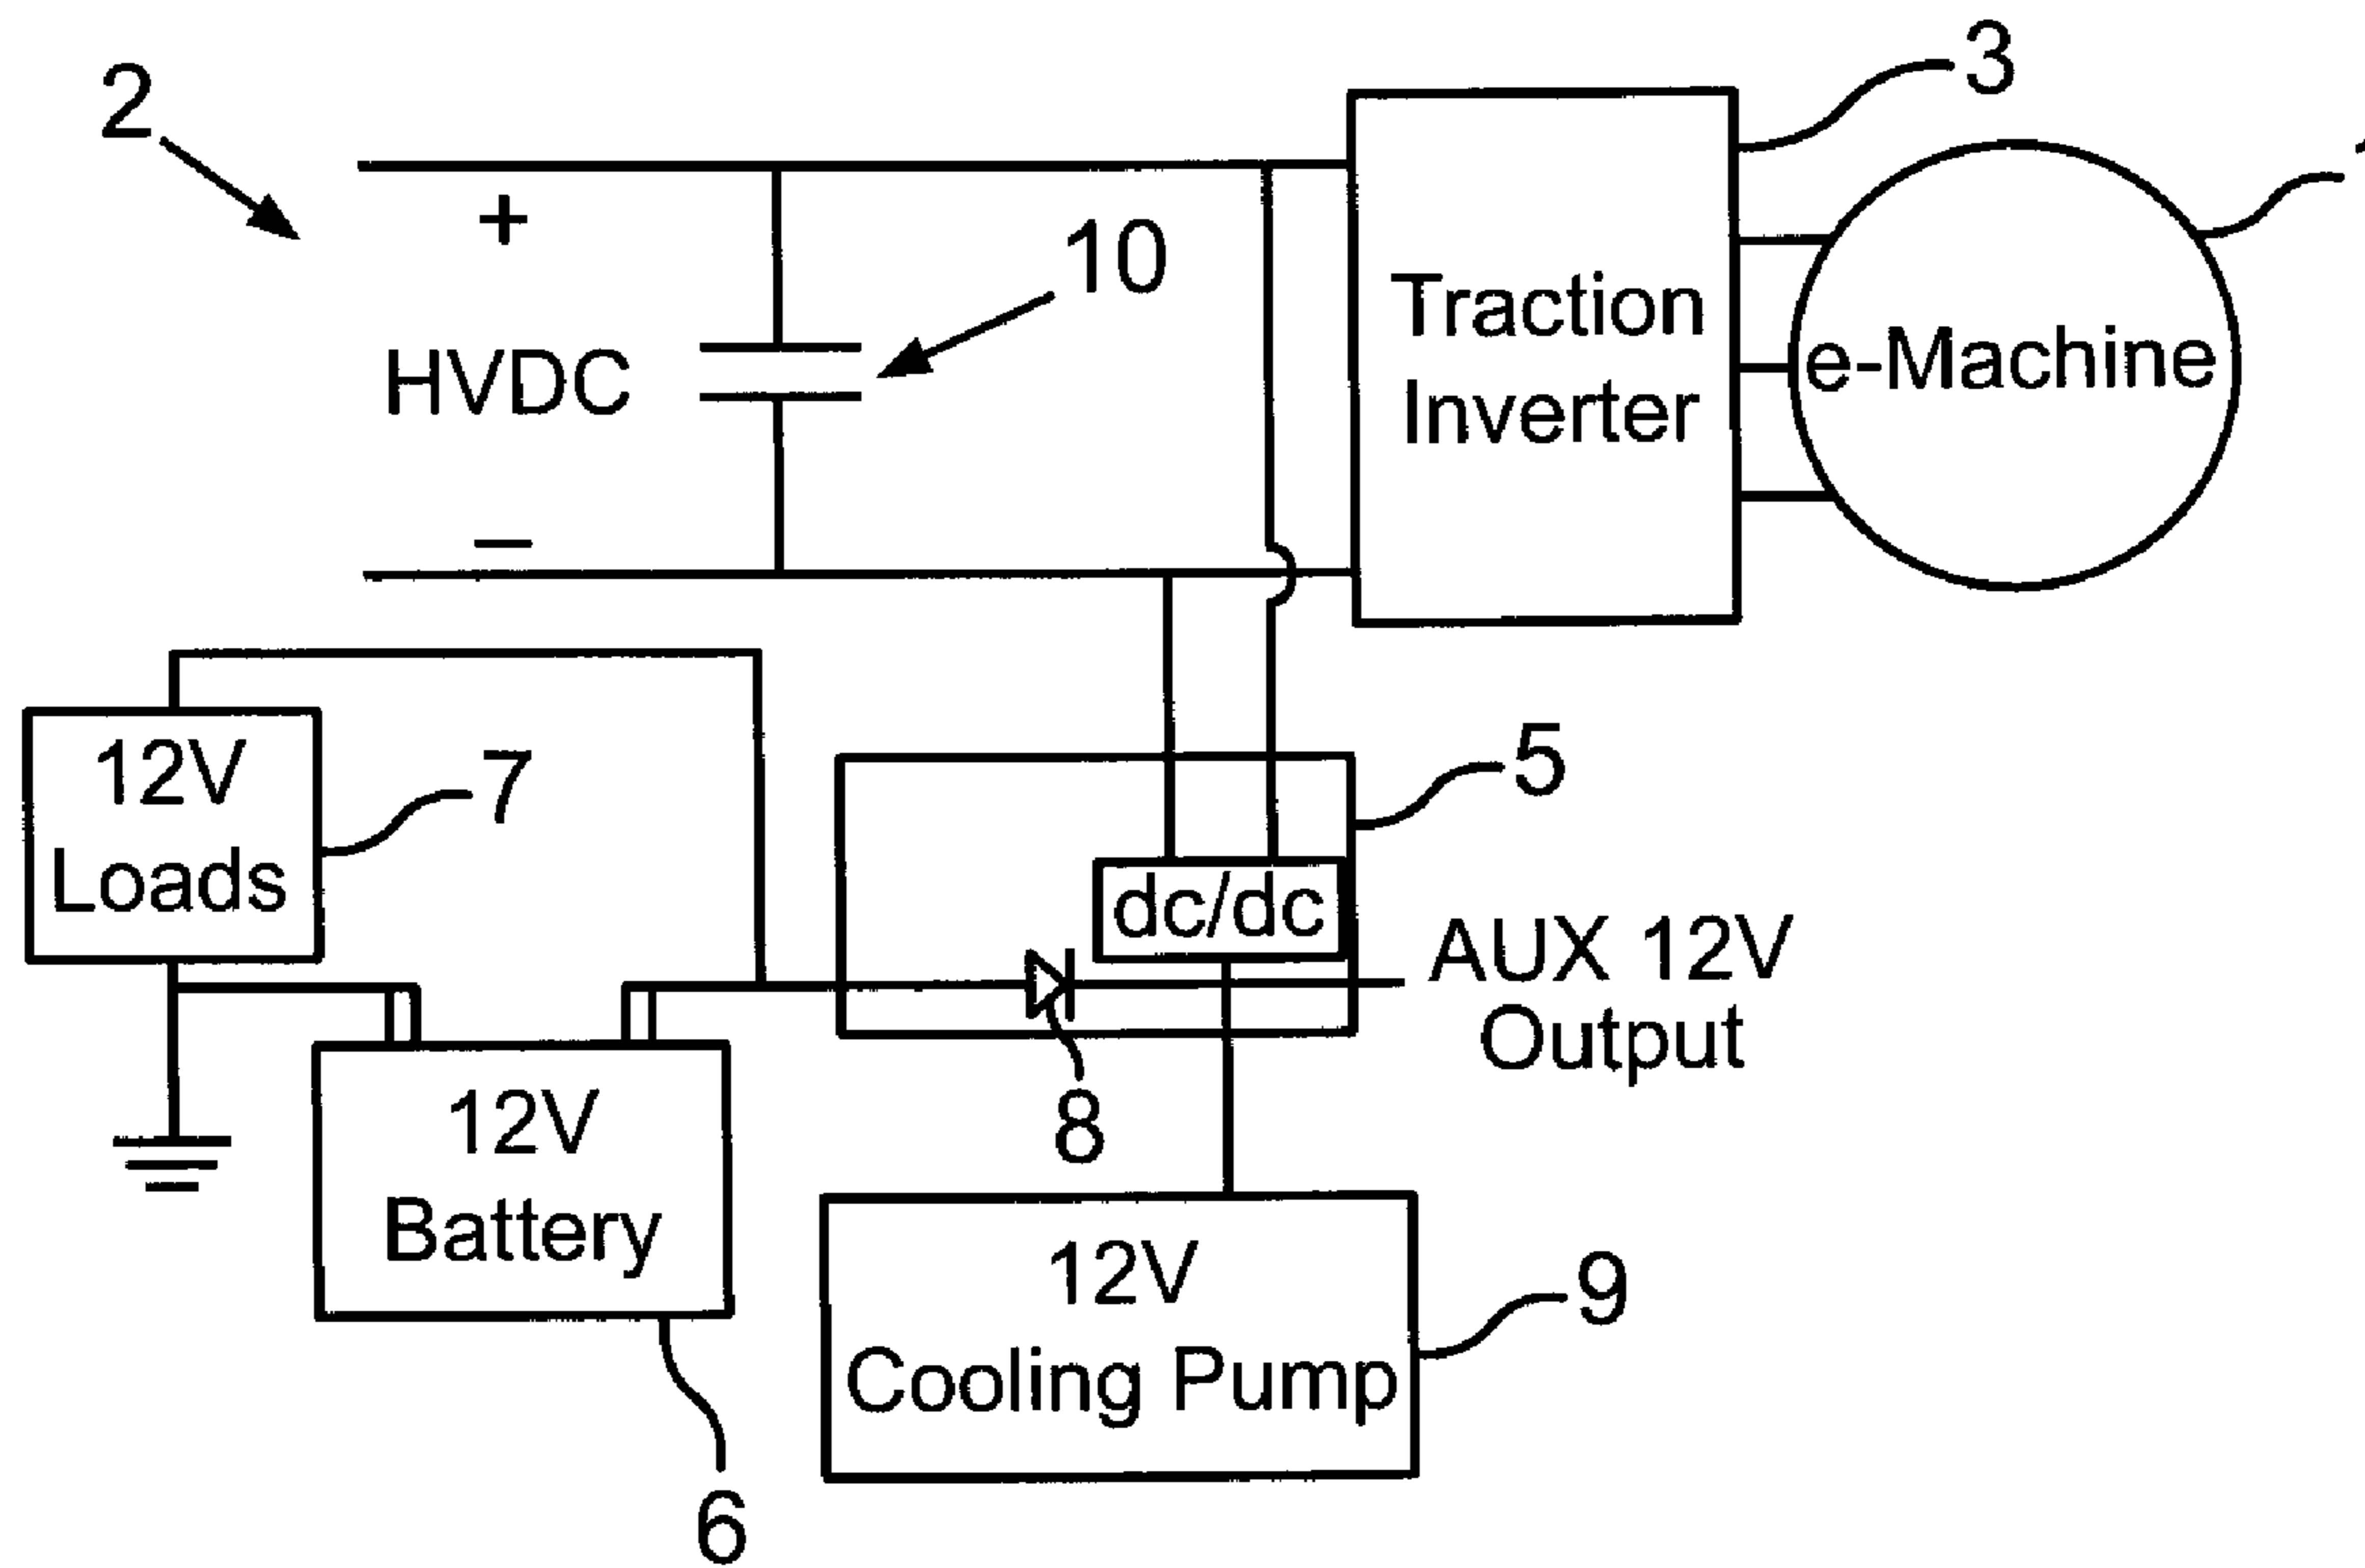 2
3
+
10
HVDC
Traction
Inverter
e-Machine
−
12V
Loads
7
5
dc/dc
AUX 12V
Output
8
12V
Battery
12V
Cooling Pump
9
6